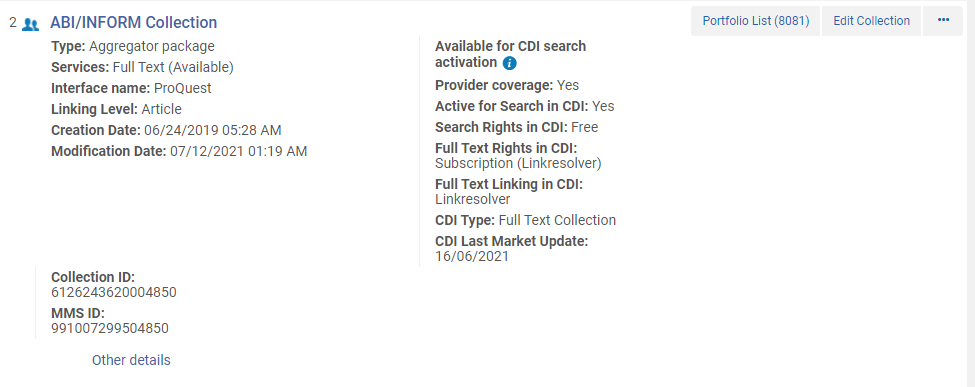 2 ABI/INFORM Collection
Portfolio List (8081) Edit Collection •••
Type: Aggregator package
Services: Full Text (Available)
Interface name: ProQuest
Linking Level: Article
Creation Date: 06/24/2019 05:28 AM
Modification Date: 07/12/2021 01:19 AM
Available for CDI search
activation
Provider coverage: Yes
Active for Search in CDI: Yes
Search Rights in CDI: Free
Full Text Rights in CDI:
Subscription (Linkresolver)
Full Text Linking in CDI:
Linkresolver
CDI Type: Full Text Collection
CDI Last Market Update:
16/06/2021
Collection ID:
6126243620004850
MMS ID:
991007299504850
Other details